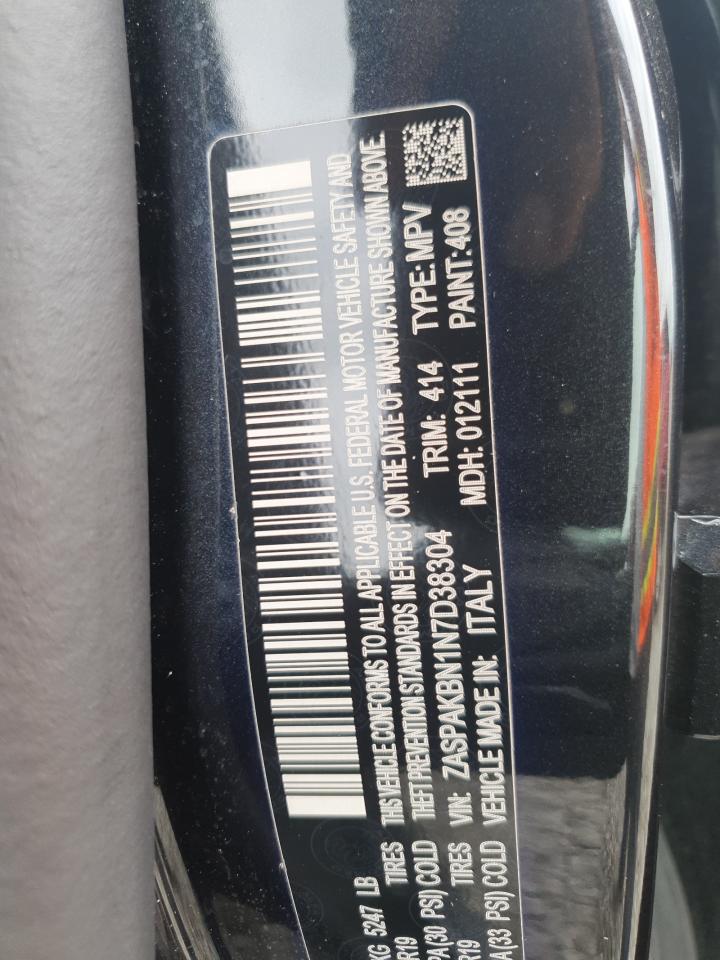 KG 5247 LB
R19 TIRES THIS VEHICLE CONFORMS TO ALL APPLICABLE U.S. FEDERAL MOTOR VEHICLE SAFETY AND
PA(30 PSI) COLD THEFT PREVENTION STANDARDS IN EFFECT ON THE DATE OF MANUFACTURE SHOWN ABOVE.
R19 TIRES VIN: ZASPAKBN1N7D38304 TRIM: 414 TYPE: MPV
A(33 PSI) COLD VEHICLE MADE IN: ITALY MDH: 012111 PAINT: 408